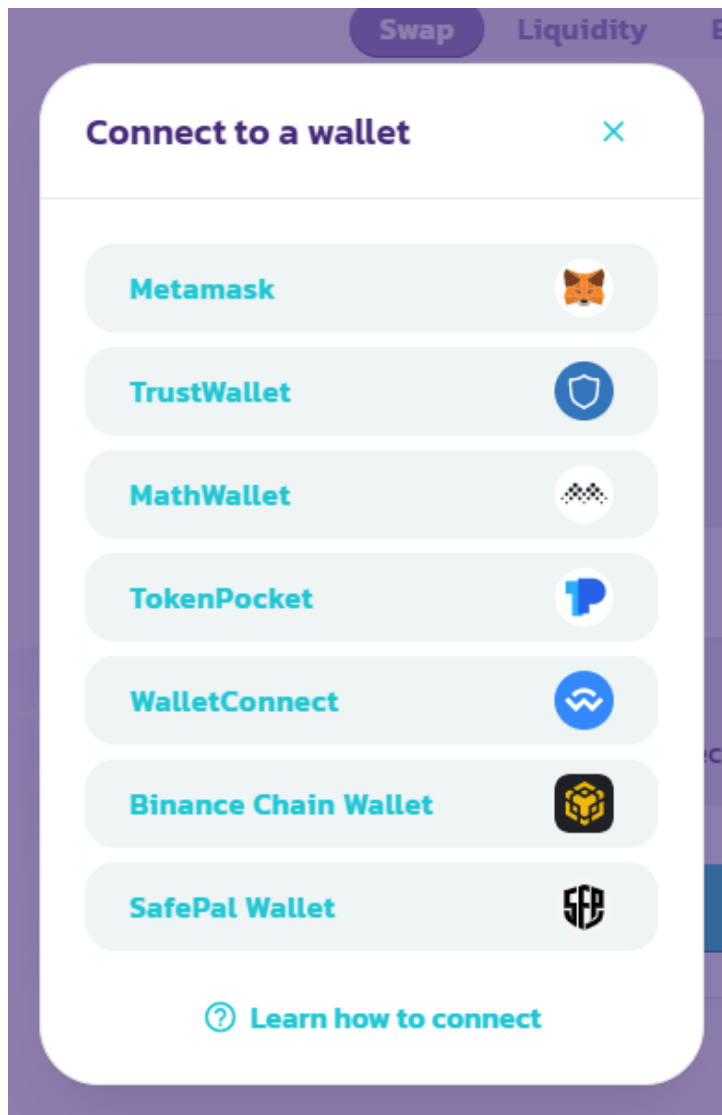 Swap Liquidity
Connect to a wallet
Metamask
TrustWallet
MathWallet
TokenPocket
WalletConnect
Binance Chain Wallet
SafePal Wallet
Learn how to connect